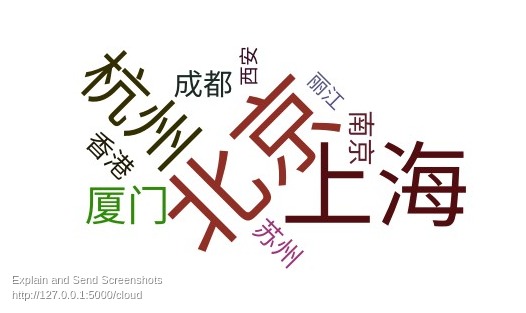 西安
成都
丽江
杭州
北京
南京
香港
上海
厦门
苏州
Explain and Send Screenshots
http://127.0.0.1:5000/cloud